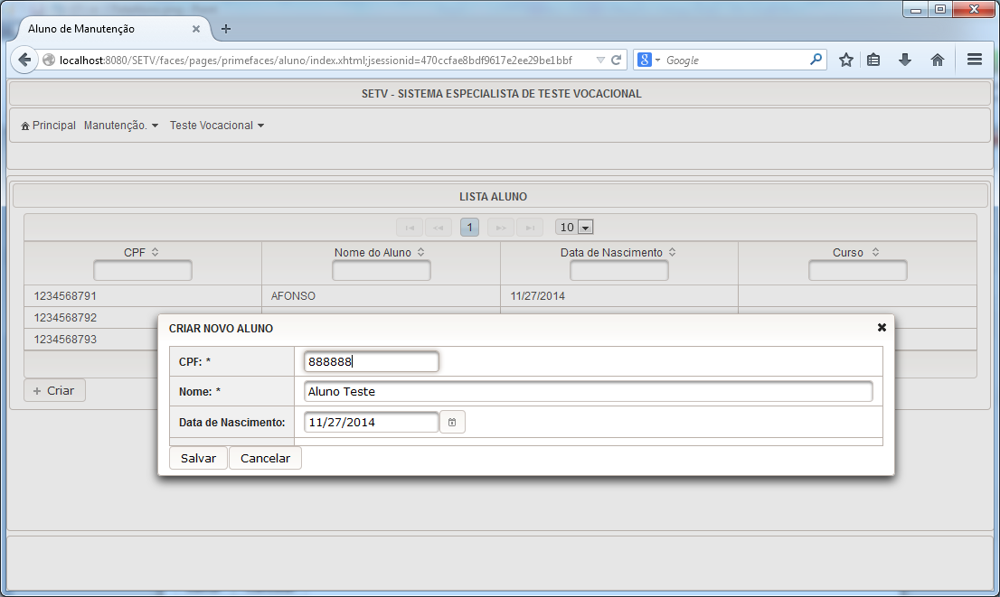 Aluno de Manutenção
localhost:8080/SETV/faces/pages/primefaces/aluno/index.xhtml;jsessionid=470ccfae8bdf9617e2ee29be1bbf
Google
SETV - SISTEMA ESPECIALISTA DE TESTE VOCACIONAL
Principal Manutenção. Teste Vocacional
LISTA ALUNO
1 10
CPF Nome do Aluno Data de Nascimento Curso
1234568791 AFONSO 11/27/2014
1234568792
1234568793
Criar
CRIAR NOVO ALUNO
CPF: * 888888
Nome: * Aluno Teste
Data de Nascimento: 11/27/2014
Salvar Cancelar